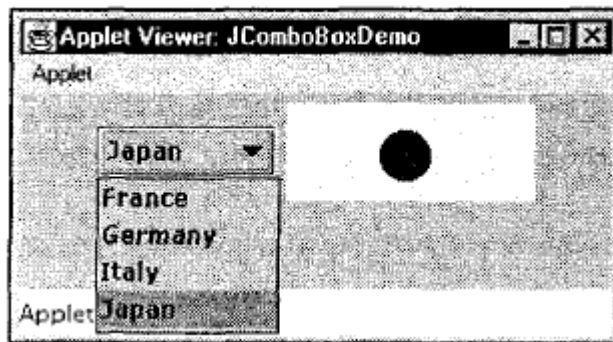 Applet Viewer: JComboBoxDemo
Applet
Japan
France
Germany
Italy
Japan
Applet